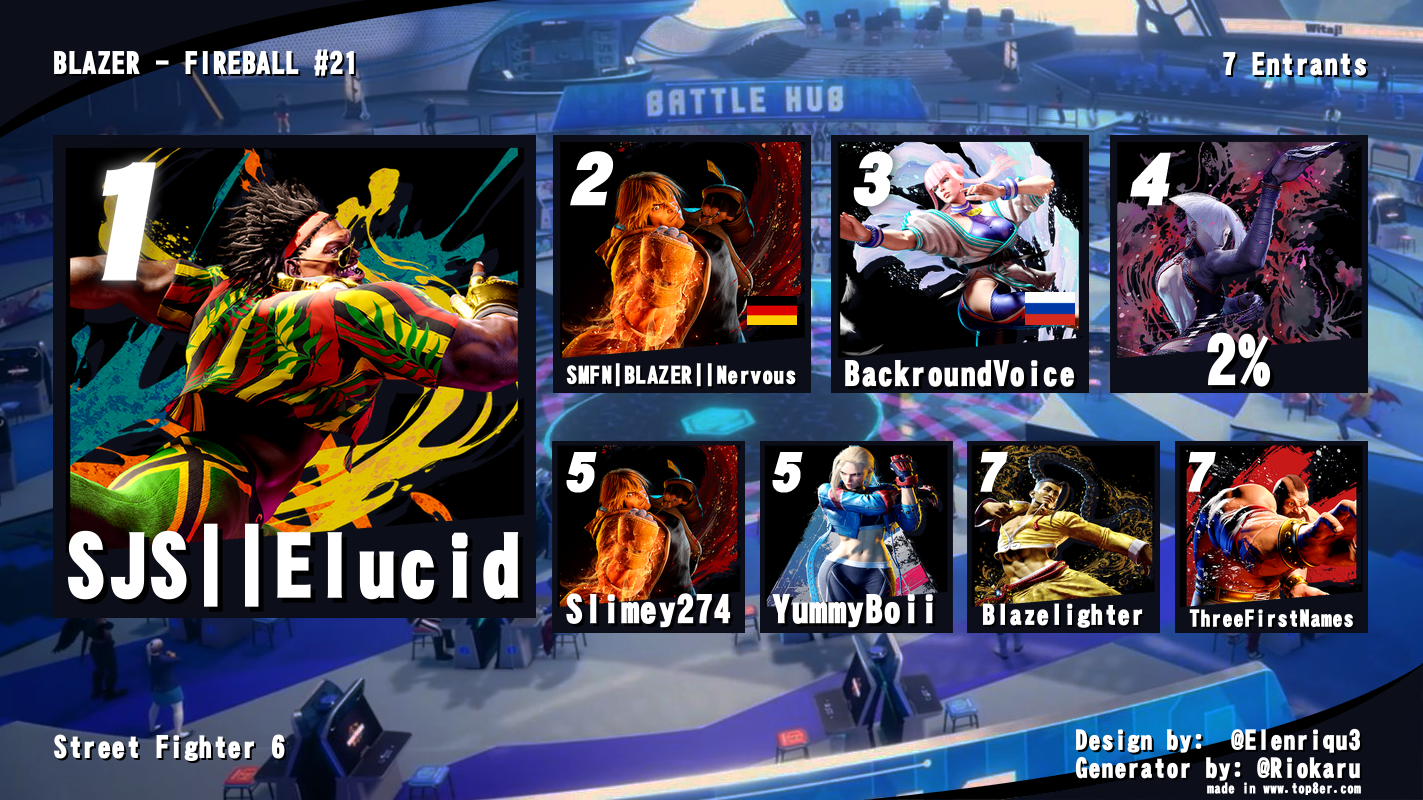 BLAZER - FIREBALL #21
7 Entrants
Witaj!
BATTLE HUB
1
SJS||Elucid
2
SMFN|BLAZER||Nervous
3
BackroundVoice
4
2%
5
Slimey274
5
YummyBoii
7
Blazelighter
7
ThreeFirstNames
Street Fighter 6
Design by: @Elenriqu3
Generator by: @Riokaru
made in www.top8er.com